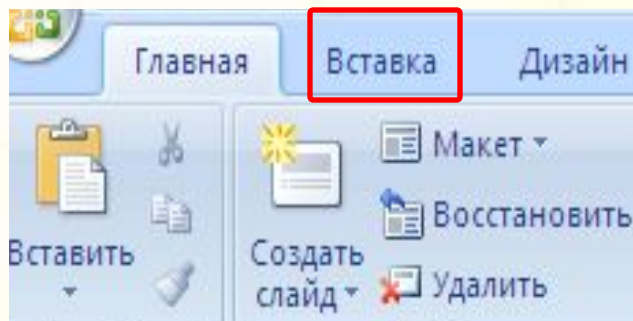 Главная Вставка Дизайн
Макет
Восстановить
Вставить
Создать слайд
Удалить